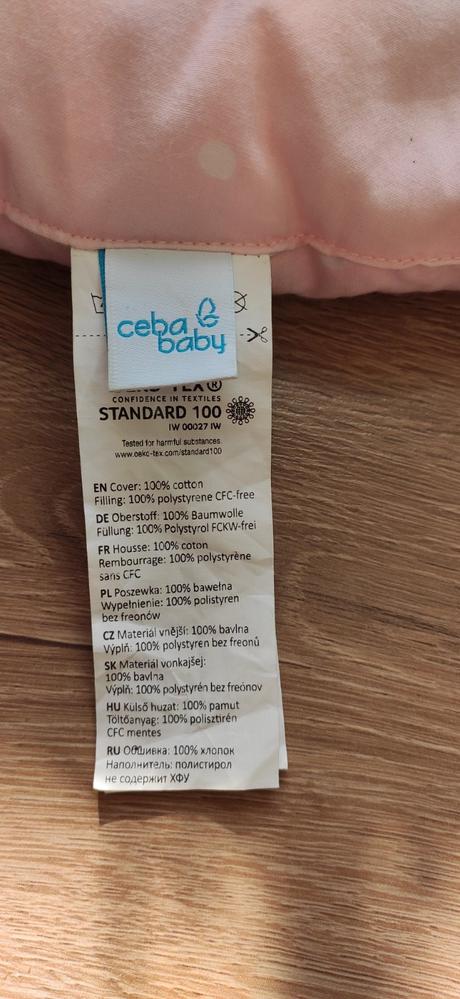 ceba
baby
CONFIDENCE IN TEXTILES
STANDARD 100
IW 00027 IW
Tested for harmful substances.
www.oeko-tex.com/standard100
EN Cover: 100% cotton
Filling: 100% polystyrene CFC-free
DE Oberstoff: 100% Baumwolle
Füllung: 100% Polystyrol FCKW-frei
FR Housse: 100% coton
Rembourrage: 100% polystyrène
sans CFC
PL Poszewka: 100% bawełna
Wypełnienie: 100% polistyren
bez freonów
CZ Materiál vnější: 100% bavlna
Výplň: 100% polystyren bez freonů
SK Materiál vonkajšej:
100% bavlna
Výplň: 100% polystyrén bez freónov
HU Külső huzat: 100% pamut
Töltőanyag: 100% polisztirén
CFC mentes
RU Обшивка: 100% хлопок
Наполнитель: полистирол
не содержит ХФУ